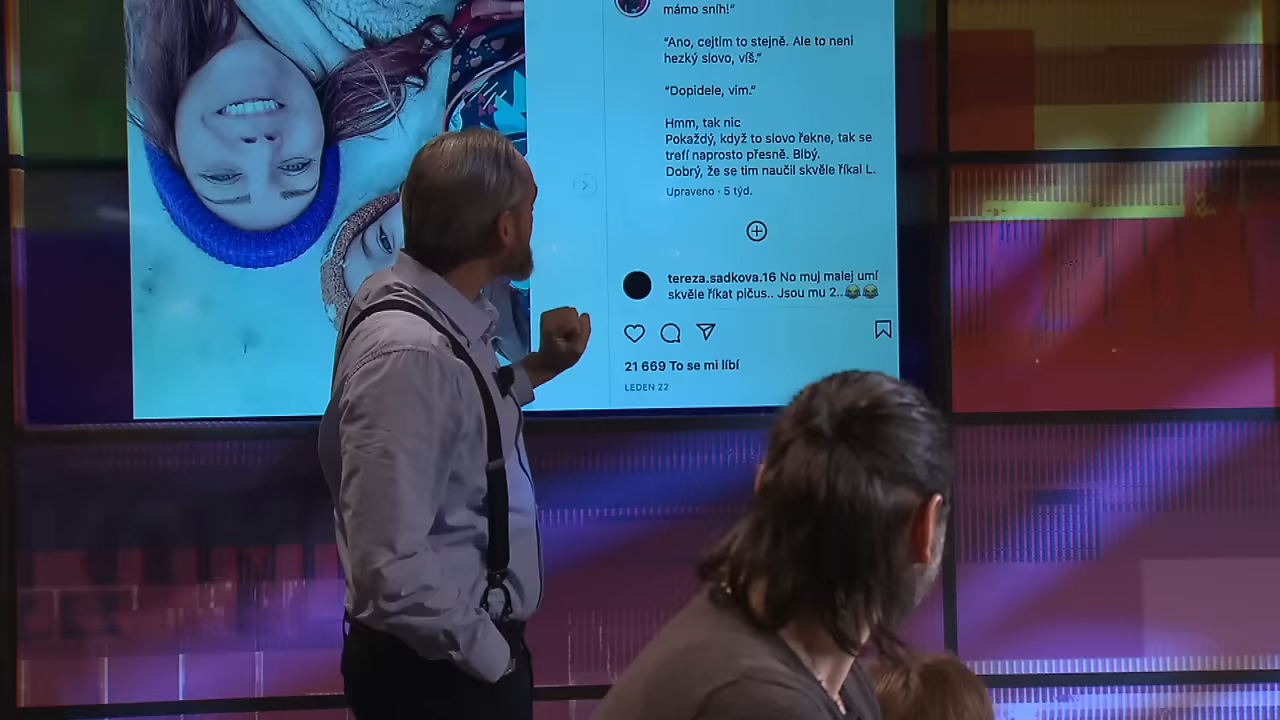 mámo sníh!“
“Ano, cejtim to stejně. Ale to neni
hezký slovo, víš.”
“Dopidele, vim.”
Hmm, tak nic
Pokaždý, když to slovo řekne, tak se
trefí naprosto přesně. Blbý.
Dobrý, že se tim naučil skvěle říkal L.
Upraveno · 5 týd.
tereza.sadkova.16 No muj malej umí
skvěle říkat pičus.. Jsou mu 2..😂😂
21 669 To se mi líbí
LEDEN 22